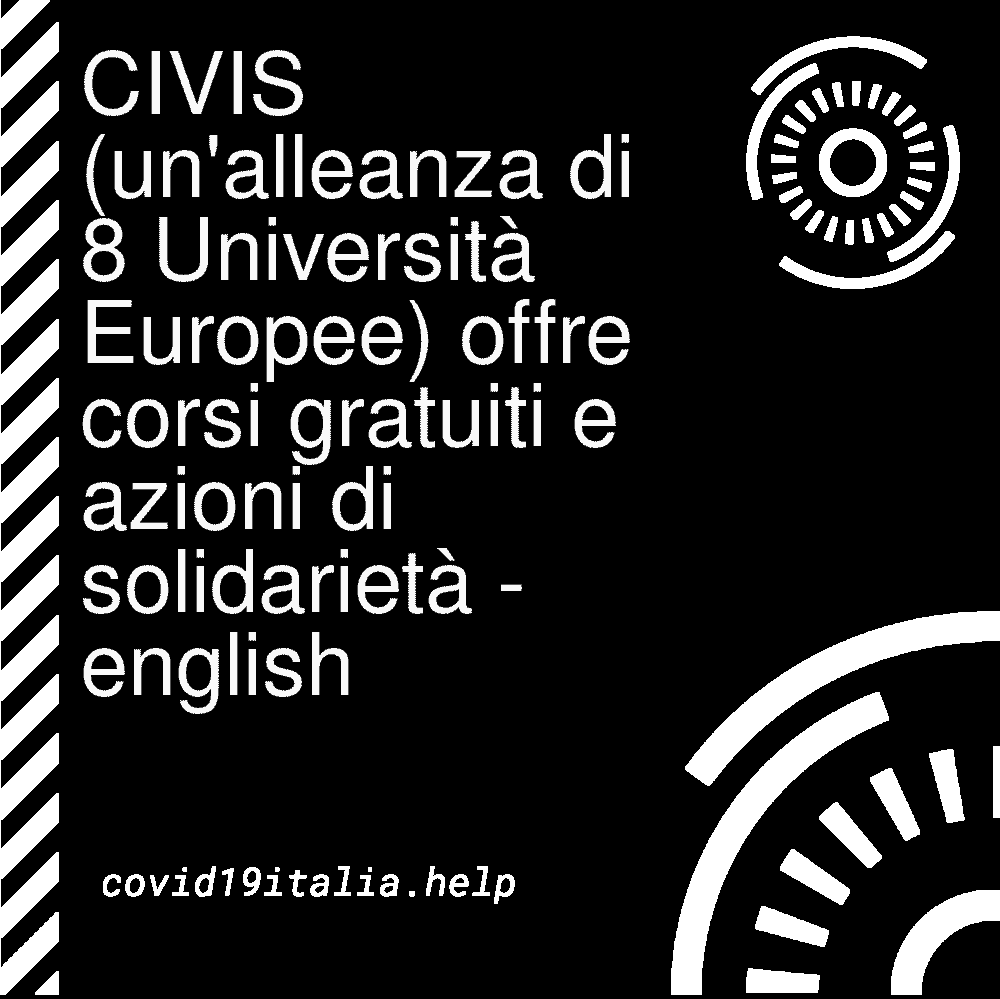 CIVIS
(un'alleanza di
8 Università
Europee) offre
corsi gratuiti e
azioni di
solidarietà -
english
covid19italia.help